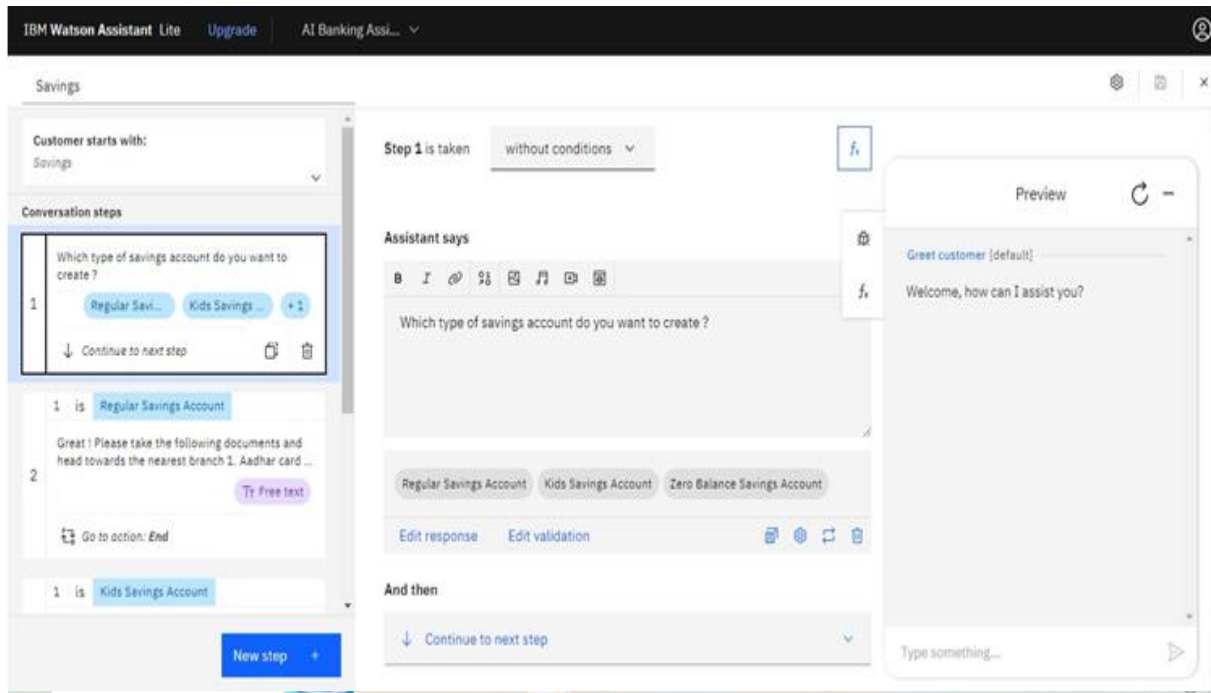 IBM Watson Assistant Lite Upgrade AI Banking Assi...
Savings
Customer starts with:
Savings
Conversation steps
1
Which type of savings account do you want to
create ?
Regular Savi... Kids Savings ... + 1
Continue to next step
1 is Regular Savings Account
2
Great ! Please take the following documents and
head towards the nearest branch 1. Aadhar card ...
Free text
Go to action: End
1 is Kids Savings Account
New step +
Step 1 is taken without conditions
fx
Assistant says
B I
Which type of savings account do you want to create ?
Regular Savings Account Kids Savings Account Zero Balance Savings Account
Edit response Edit validation
And then
Continue to next step
fx
Preview
Greet customer [default]
Welcome, how can I assist you?
Type something...